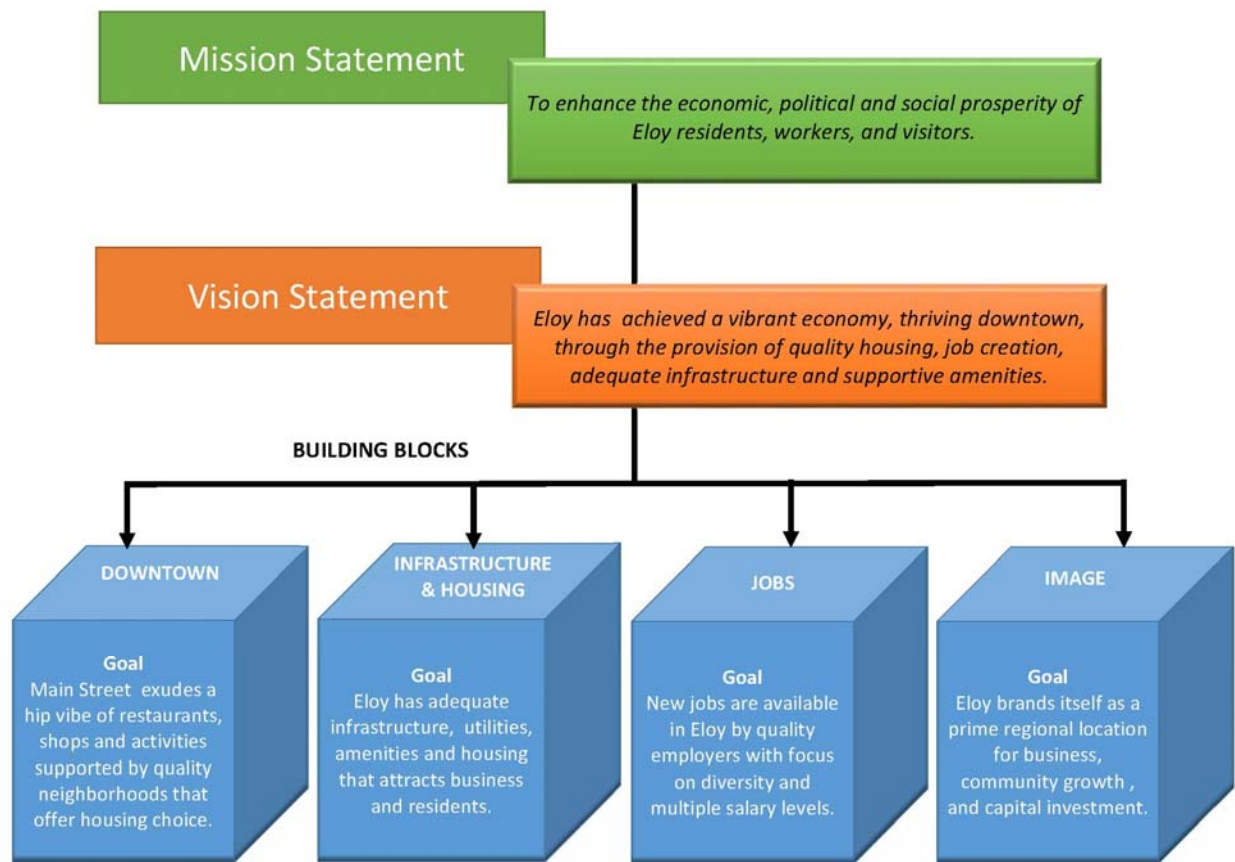 Mission Statement
To enhance the economic, political and social prosperity of
Eloy residents, workers, and visitors.
Vision Statement
Eloy has achieved a vibrant economy, thriving downtown,
through the provision of quality housing, job creation,
adequate infrastructure and supportive amenities.
BUILDING BLOCKS
DOWNTOWN
Goal
Main Street exudes a
hip vibe of restaurants,
shops and activities
supported by quality
neighborhoods that
offer housing choice.
INFRASTRUCTURE
& HOUSING
Goal
Eloy has adequate
infrastructure, utilities,
amenities and housing
that attracts business
and residents.
JOBS
Goal
New jobs are available
in Eloy by quality
employers with focus
on diversity and
multiple salary levels.
IMAGE
Goal
Eloy brands itself as a
prime regional location
for business,
community growth ,
and capital investment.